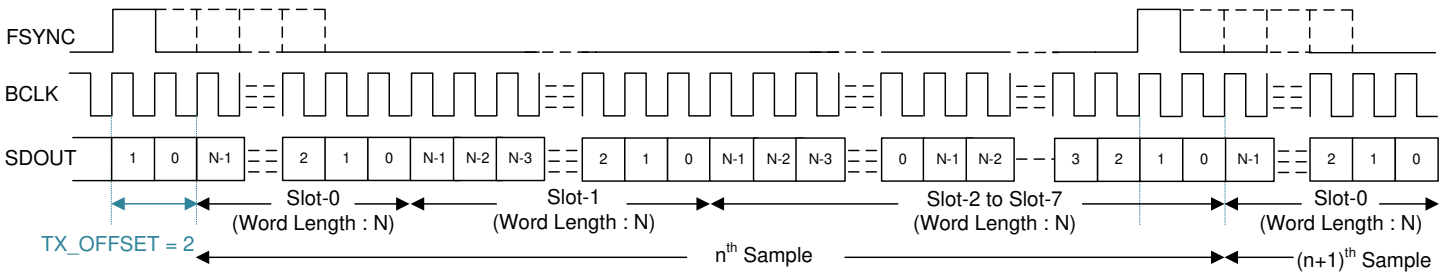 FSYNC
BCLK
SDOUT 1 0 N-1 2 1 0 N-1 N-2 N-3 2 1 0 N-1 N-2 N-3 0 N-1 N-2 3 2 1 0 N-1 2 1 0
Slot-0 Slot-1 Slot-2 to Slot-7 Slot-0
(Word Length : N) (Word Length : N) (Word Length : N) (Word Length : N)
TX_OFFSET = 2
nth Sample (n+1)th Sample